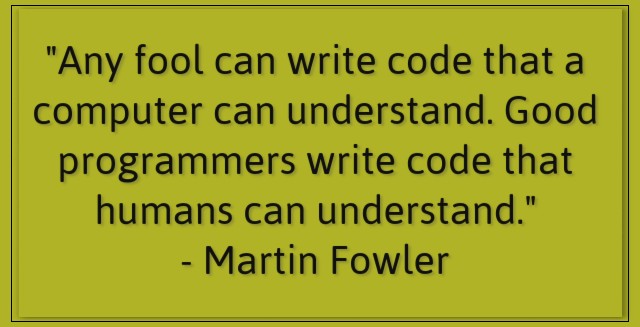 "Any fool can write code that a
computer can understand. Good
programmers write code that
humans can understand."
- Martin Fowler